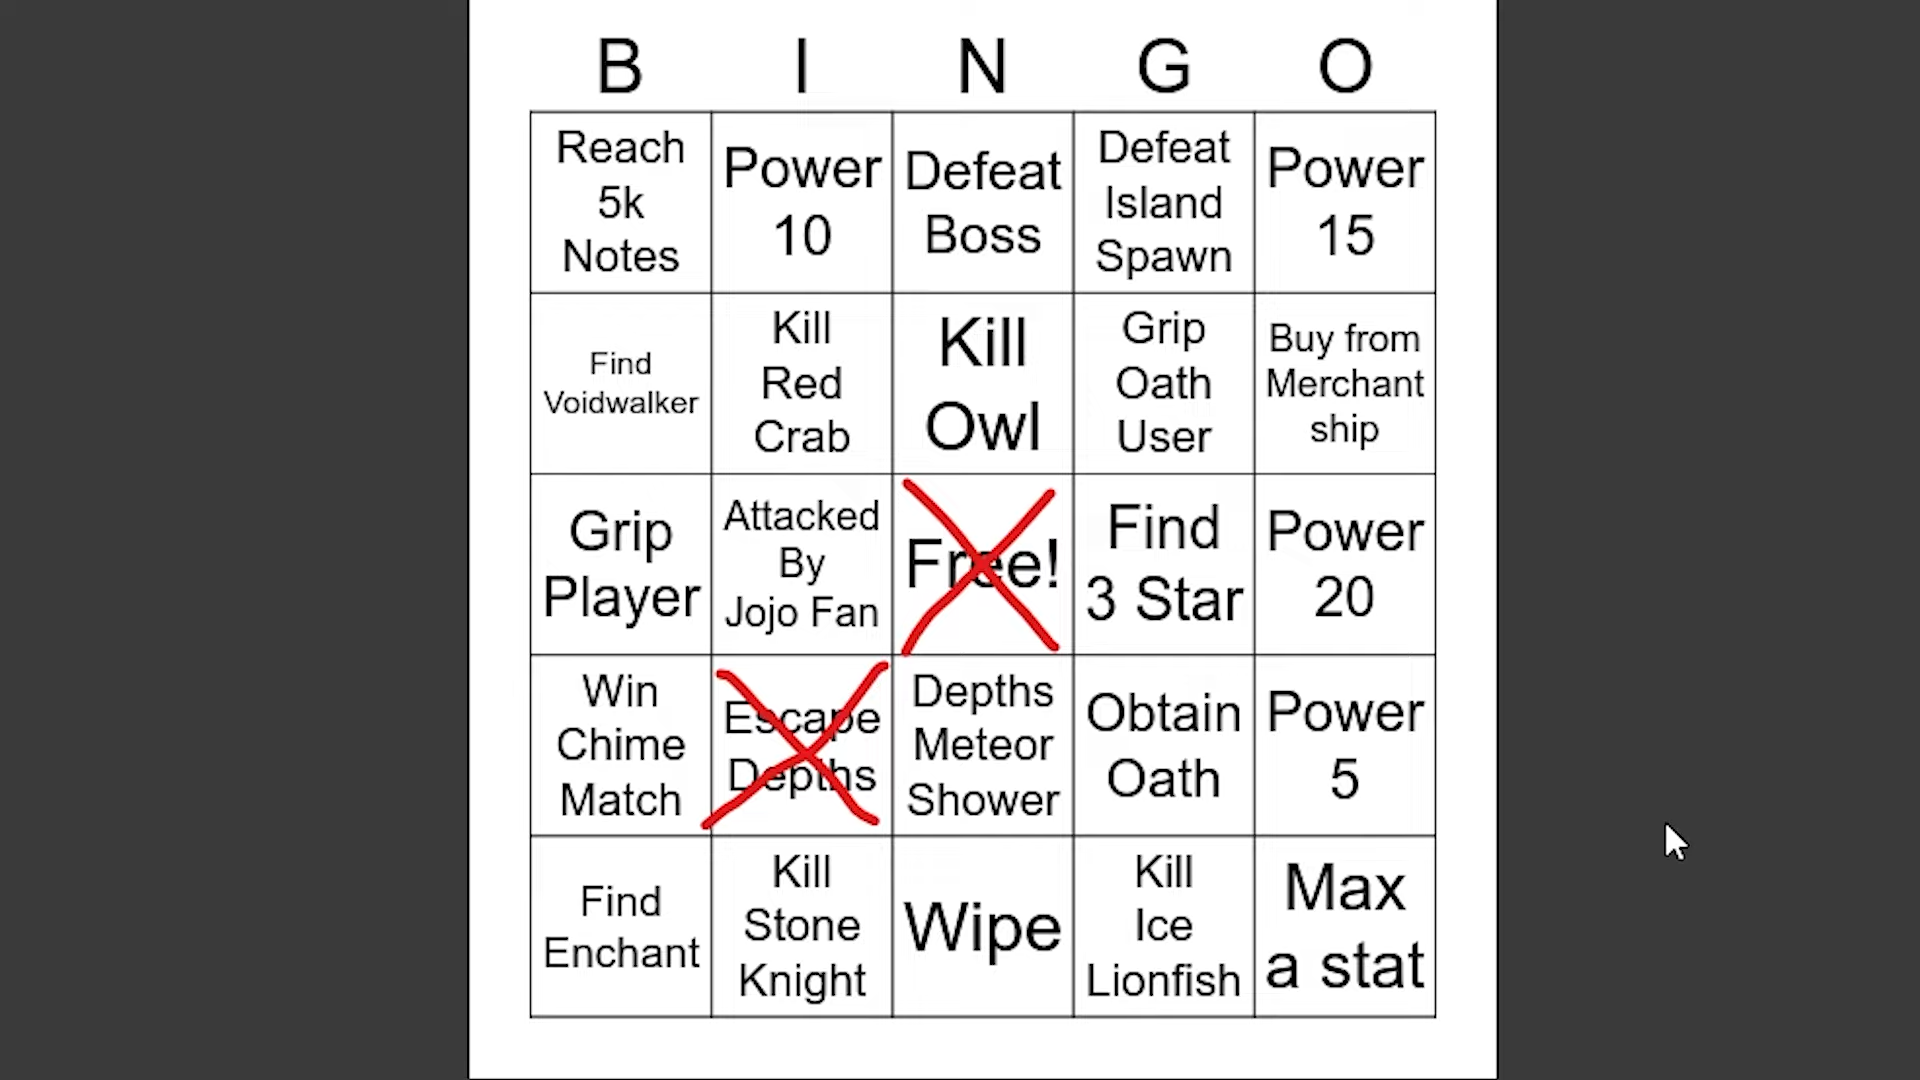 B I N G O
Reach
5k
Notes
Power
10
Defeat
Boss
Defeat
Island
Spawn
Power
15
Find
Voidwalker
Kill
Red
Crab
Kill
Owl
Grip
Oath
User
Buy from
Merchant
ship
Grip
Player
Attacked
By
Jojo Fan
Free!
Find
3 Star
Power
20
Win
Chime
Match
Escape
Depths
Depths
Meteor
Shower
Obtain
Oath
Power
5
Find
Enchant
Kill
Stone
Knight
Wipe
Kill
Ice
Lionfish
Max
a stat